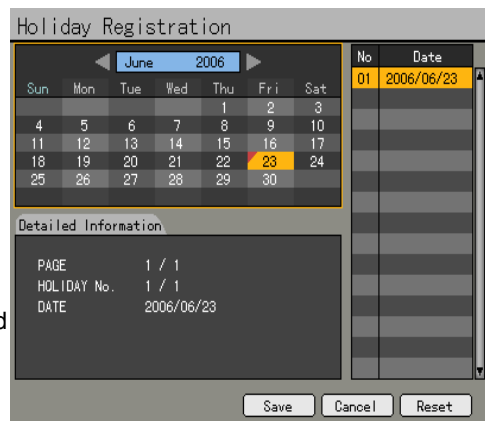 Holiday Registration
June 2006
Sun Mon Tue Wed Thu Fri Sat
1 2 3
4 5 6 7 8 9 10
11 12 13 14 15 16 17
18 19 20 21 22 23 24
25 26 27 28 29 30
No Date
01 2006/06/23
Detailed Information
PAGE 1 / 1
HOLIDAY No. 1 / 1
DATE 2006/06/23
d
Save Cancel Reset